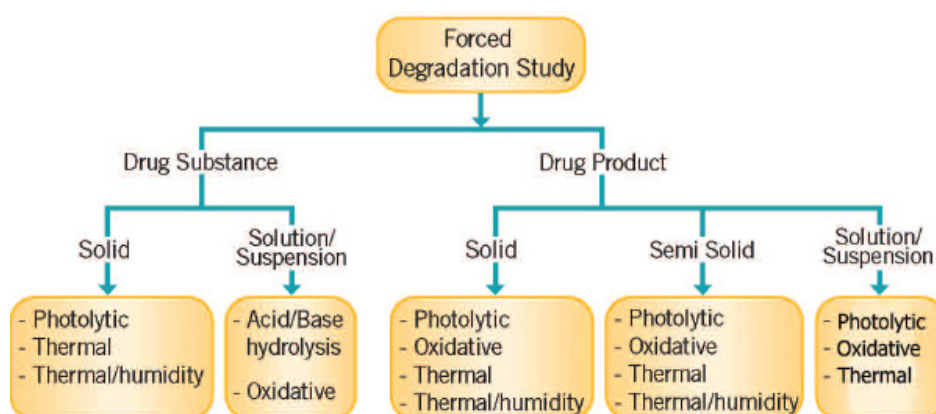 Forced
Degradation Study
Drug Substance
Drug Product
Solid
Solution/
Suspension
Solid
Semi Solid
Solution/
Suspension
- Photolytic
- Thermal
- Thermal/humidity
- Acid/Base
hydrolysis
- Oxidative
- Photolytic
- Oxidative
- Thermal
- Thermal/humidity
- Photolytic
- Oxidative
- Thermal
- Thermal/humidity
- Photolytic
- Oxidative
- Thermal